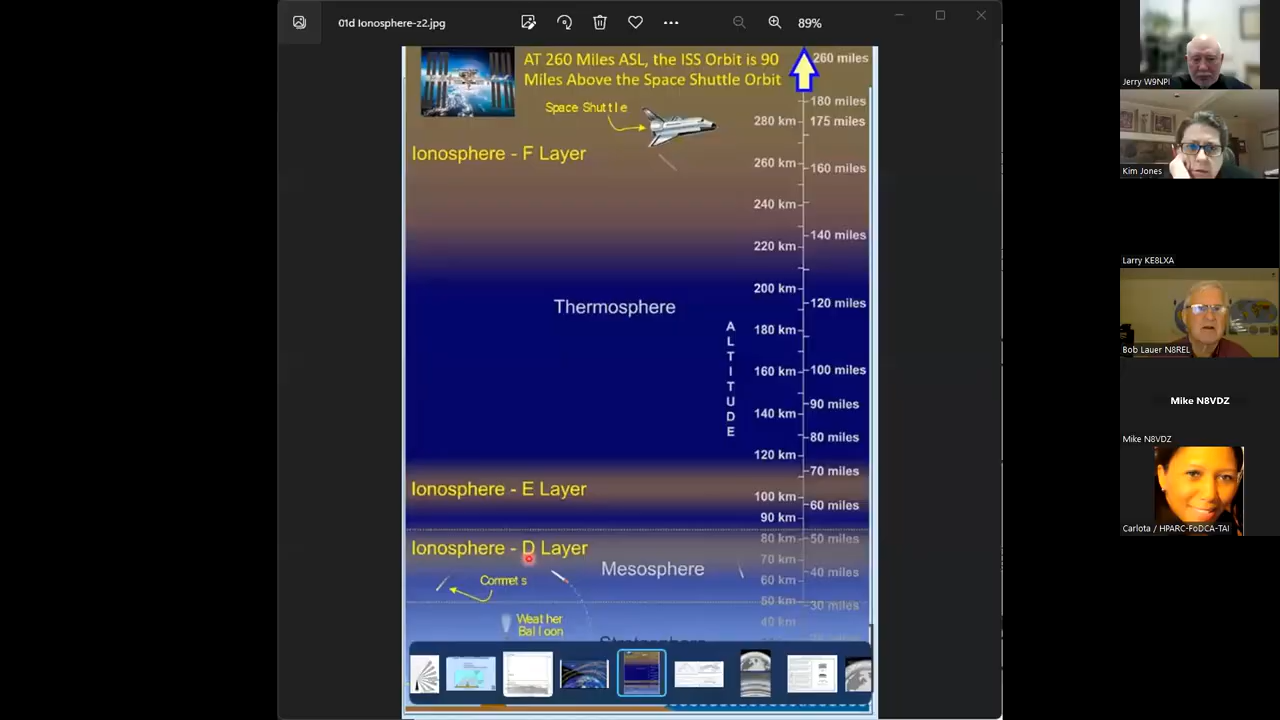 01d Ionosphere-z2.jpg
89%
AT 260 Miles ASL, the ISS Orbit is 90
Miles Above the Space Shuttle Orbit
260 miles
Space Shuttle
180 miles
280 km
175 miles
Ionosphere - F Layer
260 km
160 miles
240 km
140 miles
220 km
200 km
Thermosphere
120 miles
ALTITUDE
180 km
160 km
100 miles
140 km
90 miles
80 miles
120 km
70 miles
Ionosphere - E Layer
100 km
60 miles
90 km
80 km
50 miles
Ionosphere - D Layer
70 km
Mesosphere
40 miles
60 km
Commets
50 km
30 miles
Weather
Balloon
40 km
Stratosphere
Jerry W9NPI
Kim Jones
Larry KE8LXA
Bob Lauer N8REL
Mike N8VDZ
Mike N8VDZ
Carlota / HPARC-FoDCA-TAI